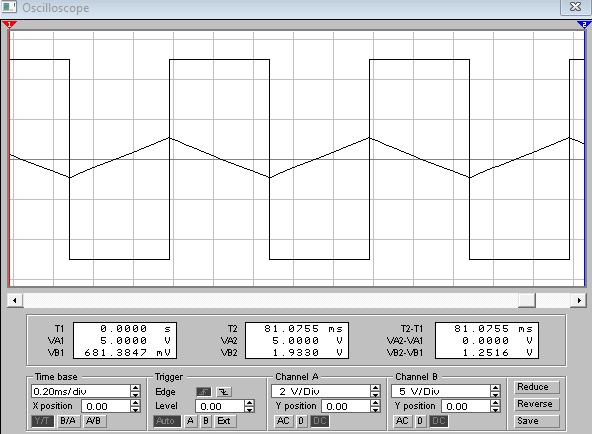 Oscilloscope
1 2
T1 0.0000 s T2 81.0755 ms T2-T1 81.0755 ms
VA1 5.0000 V VA2 5.0000 V VA2-VA1 0.0000 V
VB1 681.3847 mV VB2 1.9330 V VB2-VB1 1.2516 V
Time base Trigger Channel A Channel B Reduce
0.20ms/div Edge 2 V/Div 5 V/Div Reverse
X position 0.00 Level 0.00 Y position 0.00 Y position 0.00
Y/T B/A A/B Auto A B Ext AC 0 DC AC 0 DC Save